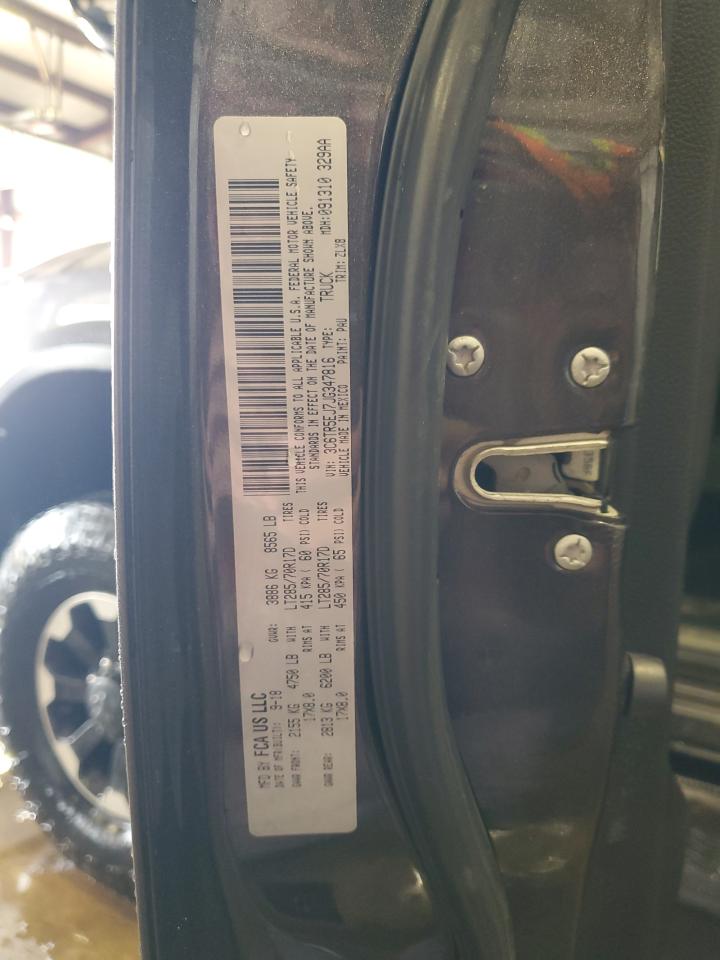 MFD BY FCA US LLC
DATE OF MFR(BUILT): 9-18 GVWR: 3886 KG 8565 LB
GAWR FRONT: 2155 KG 4750 LB WITH LT285/70R17D TIRES
17X8.0 RIMS AT 415 KPA ( 60 PSI) COLD
GAWR REAR: 2813 KG 6200 LB WITH LT285/70R17D TIRES
17X8.0 RIMS AT 450 KPA ( 65 PSI) COLD
THIS VEHICLE CONFORMS TO ALL APPLICABLE U.S.A. FEDERAL MOTOR VEHICLE SAFETY
STANDARDS IN EFFECT ON THE DATE OF MANUFACTURE SHOWN ABOVE.
VIN: 3C6TR5EJ7JG347816 TYPE: TRUCK MDH:091310 329AA
VEHICLE MADE IN MEXICO PAINT: PAU TRIM: ZLX8